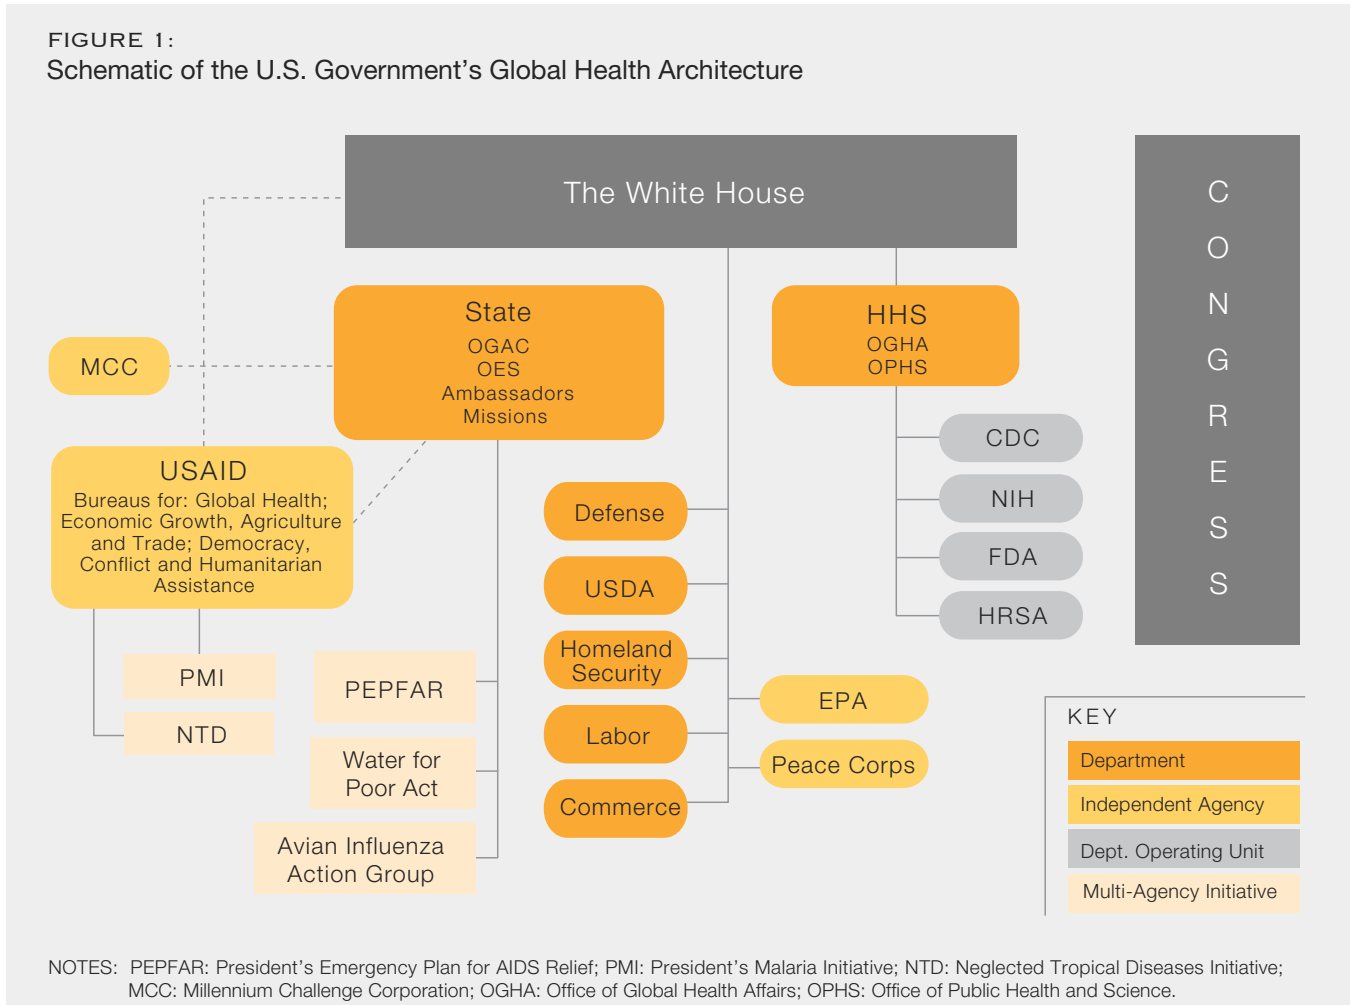 FIGURE 1:
Schematic of the U.S. Government's Global Health Architecture
The White House
CONGRESS
State
OGAC
OES
Ambassadors
Missions
HHS
OGHA
OPHS
MCC
USAID
Bureaus for: Global Health;
Economic Growth, Agriculture
and Trade; Democracy,
Conflict and Humanitarian
Assistance
CDC
NIH
FDA
HRSA
Defense
USDA
Homeland
Security
Labor
Commerce
EPA
Peace Corps
PMI
NTD
PEPFAR
Water for
Poor Act
Avian Influenza
Action Group
KEY
Department
Independent Agency
Dept. Operating Unit
Multi-Agency Initiative
NOTES: PEPFAR: President's Emergency Plan for AIDS Relief; PMI: President's Malaria Initiative; NTD: Neglected Tropical Diseases Initiative;
MCC: Millennium Challenge Corporation; OGHA: Office of Global Health Affairs; OPHS: Office of Public Health and Science.